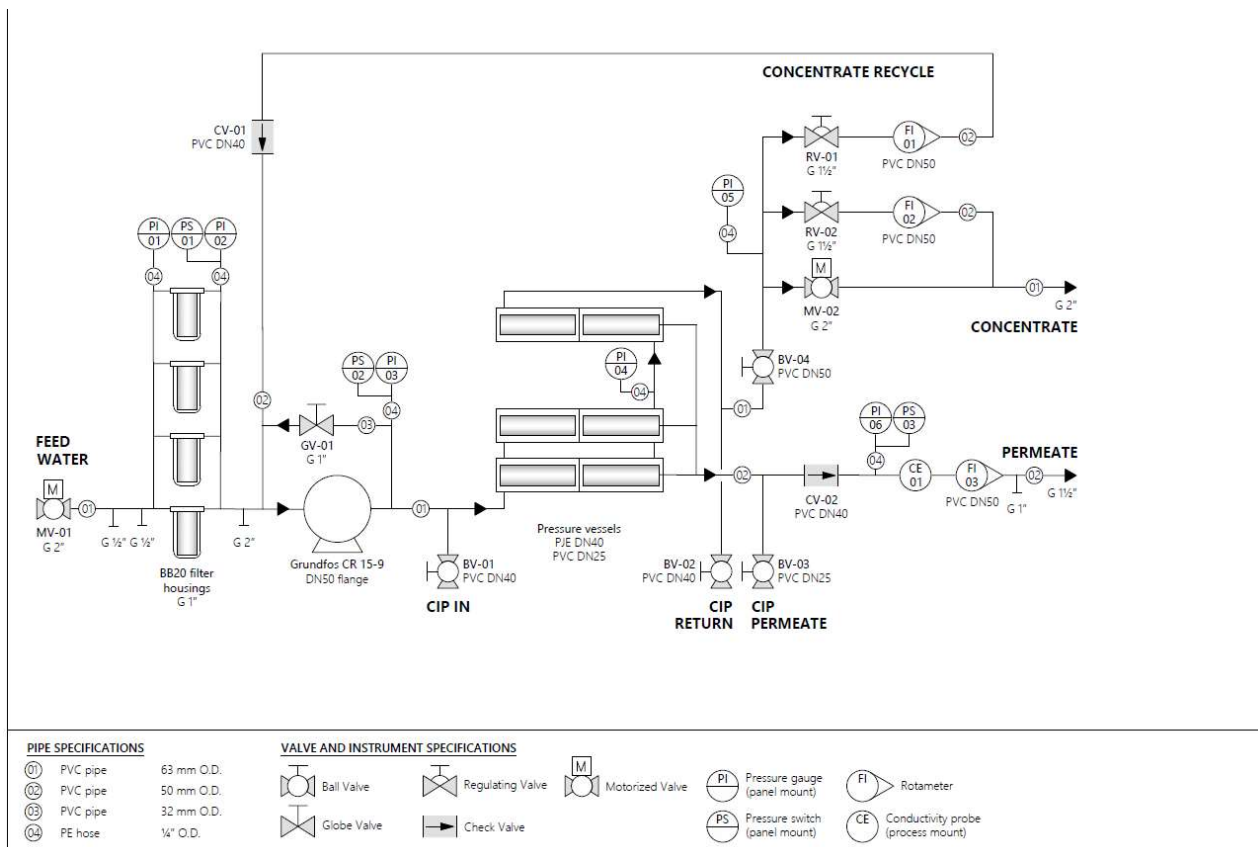 CONCENTRATE RECYCLE
CV-01
PVC DN40
RV-01
G 1½"
FI
01
PVC DN50
02
PI
05
04
RV-02
G 1½"
FI
02
PVC DN50
02
PI
01
PS
01
PI
02
04
04
M
MV-02
G 2"
01
G 2"
CONCENTRATE
PS
02
PI
03
PI
04
04
BV-04
PVC DN50
02
03
04
01
GV-01
G 1"
PI
06
PS
03
04
FEED
WATER
M
01
MV-01
G 2"
G ½" G ½"
G 2"
BB20 filter
housings
G 1"
Grundfos CR 15-9
DN50 flange
01
BV-01
PVC DN40
CIP IN
Pressure vessels
PJE DN40
PVC DN25
02
CV-02
PVC DN40
CE
01
FI
03
PVC DN50
G 1"
02
G 1½"
PERMEATE
BV-02
PVC DN40
BV-03
PVC DN25
CIP
RETURN
CIP
PERMEATE
PIPE SPECIFICATIONS
01 PVC pipe 63 mm O.D.
02 PVC pipe 50 mm O.D.
03 PVC pipe 32 mm O.D.
04 PE hose ¼" O.D.
VALVE AND INSTRUMENT SPECIFICATIONS
Ball Valve
Globe Valve
Regulating Valve
Check Valve
M
Motorized Valve
PI
Pressure gauge
(panel mount)
PS
Pressure switch
(panel mount)
FI
Rotameter
CE
Conductivity probe
(process mount)